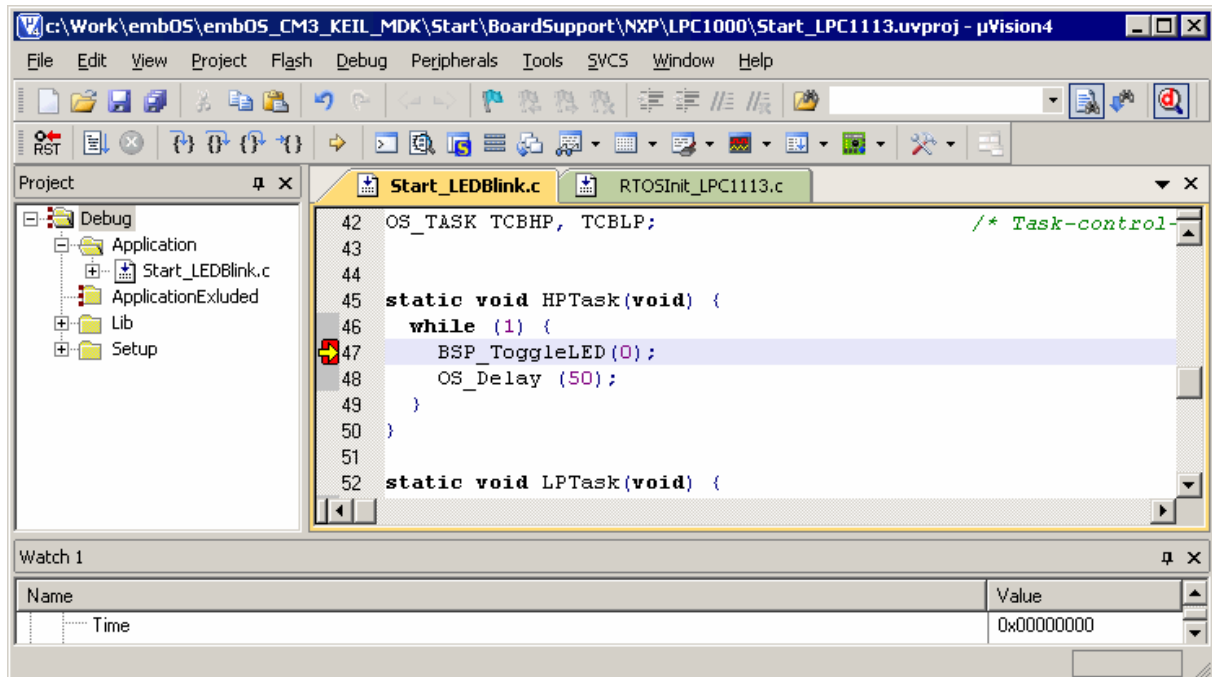 c:\Work\embOS\embOS_CM3_KEIL_MDK\Start\BoardSupport\NXP\LPC1000\Start_LPC1113.uvproj - µVision4
File Edit View Project Flash Debug Peripherals Tools SVCS Window Help
RST
Project
Debug
Application
Start_LEDBlink.c
ApplicationExluded
Lib
Setup
Start_LEDBlink.c RTOSInit_LPC1113.c
42 OS_TASK TCBHP, TCBLP; /* Task-control-
43
44
45 static void HPTask(void) {
46 while (1) {
47 BSP_ToggleLED(0);
48 OS_Delay (50);
49 }
50 }
51
52 static void LPTask(void) {
Watch 1
Name Value
Time 0x00000000